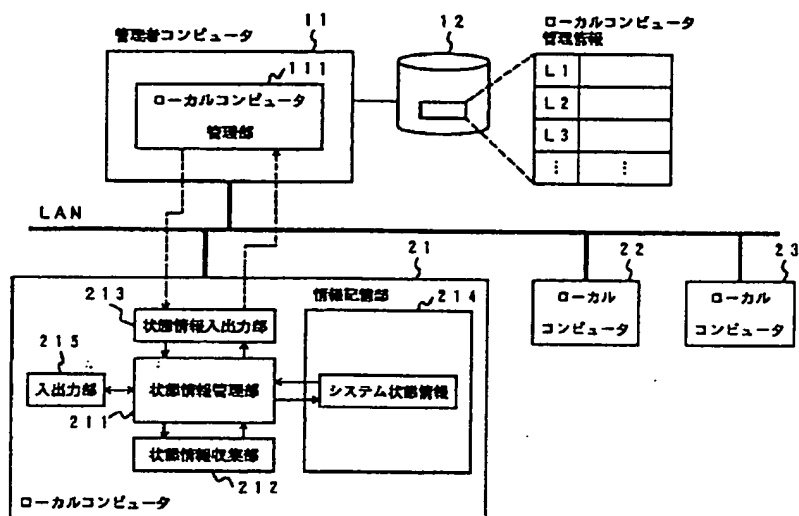 11
管理者コンピュータ
12
ローカルコンピュータ
管理情報
111
ローカルコンピュータ
管理部
L1
L2
L3
⋮ ⋮
LAN
21
22
23
213
情報記憶部
214
状態情報入出力部
ローカル
コンピュータ
ローカル
コンピュータ
215
入出力部
状態情報管理部
システム状態情報
211
状態情報収集部
212
ローカルコンピュータ